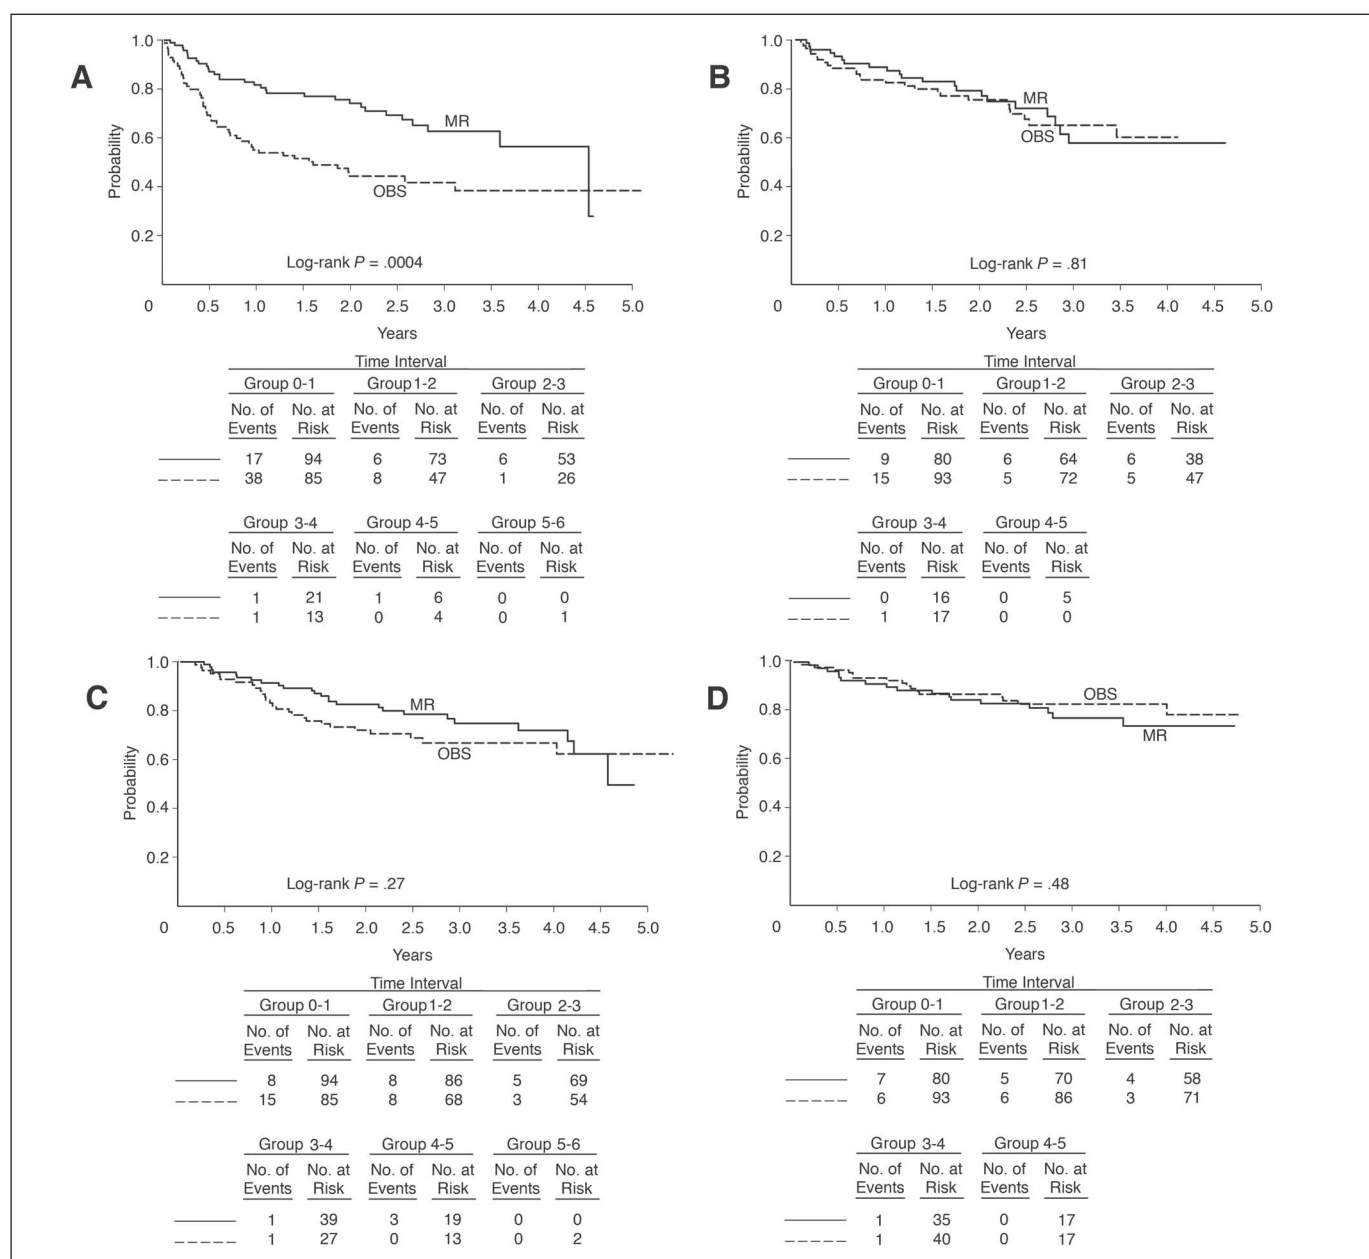 A
1.0
0.8
0.6
0.4
0.2
Probability
MR
OBS
Log-rank P = .0004
0 0.5 1.0 1.5 2.0 2.5 3.0 3.5 4.0 4.5 5.0
Years
Time Interval
Group 0-1 Group 1-2 Group 2-3
No. of No. at No. of No. at No. of No. at
Events Risk Events Risk Events Risk
17 94 6 73 6 53
38 85 8 47 1 26
Group 3-4 Group 4-5 Group 5-6
No. of No. at No. of No. at No. of No. at
Events Risk Events Risk Events Risk
1 21 1 6 0 0
1 13 0 4 0 1
B
1.0
0.8
0.6
0.4
0.2
Probability
MR
OBS
Log-rank P = .81
0 0.5 1.0 1.5 2.0 2.5 3.0 3.5 4.0 4.5 5.0
Years
Time Interval
Group 0-1 Group 1-2 Group 2-3
No. of No. at No. of No. at No. of No. at
Events Risk Events Risk Events Risk
9 80 6 64 6 38
15 93 5 72 5 47
Group 3-4 Group 4-5
No. of No. at No. of No. at
Events Risk Events Risk
0 16 0 5
1 17 0 0
C
1.0
0.8
0.6
0.4
0.2
Probability
MR
OBS
Log-rank P = .27
0 0.5 1.0 1.5 2.0 2.5 3.0 3.5 4.0 4.5 5.0
Years
Time Interval
Group 0-1 Group 1-2 Group 2-3
No. of No. at No. of No. at No. of No. at
Events Risk Events Risk Events Risk
8 94 8 86 5 69
15 85 8 68 3 54
Group 3-4 Group 4-5 Group 5-6
No. of No. at No. of No. at No. of No. at
Events Risk Events Risk Events Risk
1 39 3 19 0 0
1 27 0 13 0 2
D
1.0
0.8
0.6
0.4
0.2
Probability
OBS
MR
Log-rank P = .48
0 0.5 1.0 1.5 2.0 2.5 3.0 3.5 4.0 4.5 5.0
Years
Time Interval
Group 0-1 Group 1-2 Group 2-3
No. of No. at No. of No. at No. of No. at
Events Risk Events Risk Events Risk
7 80 5 70 4 58
6 93 6 86 3 71
Group 3-4 Group 4-5
No. of No. at No. of No. at
Events Risk Events Risk
1 35 0 17
1 40 0 17